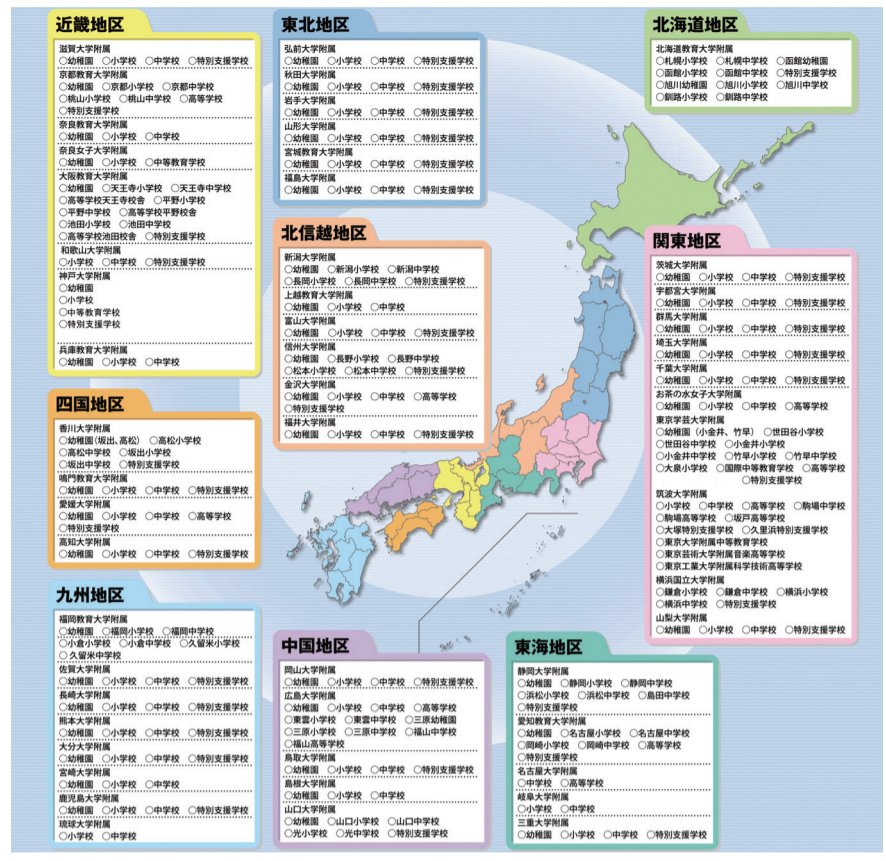 近畿地区
滋賀大学附属
○幼稚園 ○小学校 ○中学校 ○特別支援学校
京都教育大学附属
○幼稚園 ○京都小学校 ○京都中学校
○桃山小学校 ○桃山中学校 ○高等学校
○特別支援学校
奈良教育大学附属
○幼稚園 ○小学校 ○中学校
奈良女子大学附属
○幼稚園 ○小学校 ○中等教育学校
大阪教育大学附属
○幼稚園 ○天王寺小学校 ○天王寺中学校
○高等学校天王寺校舎 ○平野小学校
○平野中学校 ○高等学校平野校舎
○池田小学校 ○池田中学校
○高等学校池田校舎 ○特別支援学校
和歌山大学附属
○小学校 ○中学校 ○特別支援学校
神戸大学附属
○幼稚園
○小学校
○中等教育学校
○特別支援学校
兵庫教育大学附属
○幼稚園 ○小学校 ○中学校
東北地区
弘前大学附属
○幼稚園 ○小学校 ○中学校 ○特別支援学校
秋田大学附属
○幼稚園 ○小学校 ○中学校 ○特別支援学校
岩手大学附属
○幼稚園 ○小学校 ○中学校 ○特別支援学校
山形大学附属
○幼稚園 ○小学校 ○中学校 ○特別支援学校
宮城教育大学附属
○幼稚園 ○小学校 ○中学校 ○特別支援学校
福島大学附属
○幼稚園 ○小学校 ○中学校 ○特別支援学校
北海道地区
北海道教育大学附属
○札幌小学校 ○札幌中学校 ○函館幼稚園
○函館小学校 ○函館中学校 ○特別支援学校
○旭川幼稚園 ○旭川小学校 ○旭川中学校
○釧路小学校 ○釧路中学校
北信越地区
新潟大学附属
○幼稚園 ○新潟小学校 ○新潟中学校
○長岡小学校 ○長岡中学校 ○特別支援学校
上越教育大学附属
○幼稚園 ○小学校 ○中学校
富山大学附属
○幼稚園 ○小学校 ○中学校 ○特別支援学校
信州大学附属
○幼稚園 ○長野小学校 ○長野中学校
○松本小学校 ○松本中学校 ○特別支援学校
金沢大学附属
○幼稚園 ○小学校 ○中学校 ○高等学校
○特別支援学校
福井大学附属
○幼稚園 ○小学校 ○中学校 ○特別支援学校
関東地区
茨城大学附属
○幼稚園 ○小学校 ○中学校 ○特別支援学校
宇都宮大学附属
○幼稚園 ○小学校 ○中学校 ○特別支援学校
群馬大学附属
○幼稚園 ○小学校 ○中学校 ○特別支援学校
埼玉大学附属
○幼稚園 ○小学校 ○中学校 ○特別支援学校
千葉大学附属
○幼稚園 ○小学校 ○中学校 ○特別支援学校
お茶の水女子大学附属
○幼稚園 ○小学校 ○中学校 ○高等学校
東京学芸大学附属
○幼稚園（小金井、竹早） ○世田谷小学校
○世田谷中学校 ○小金井小学校
○小金井中学校 ○竹早小学校 ○竹早中学校
○大泉小学校 ○国際中等教育学校 ○高等学校
○特別支援学校
筑波大学附属
○小学校 ○中学校 ○高等学校 ○駒場中学校
○駒場高等学校 ○坂戸高等学校
○大塚特別支援学校 ○久里浜特別支援学校
○東京大学附属中等教育学校
○東京芸術大学附属音楽高等学校
○東京工業大学附属科学技術高等学校
横浜国立大学附属
○鎌倉小学校 ○鎌倉中学校 ○横浜小学校
○横浜中学校 ○特別支援学校
山梨大学附属
○幼稚園 ○小学校 ○中学校 ○特別支援学校
四国地区
香川大学附属
○幼稚園(坂出、高松) ○高松小学校
○高松中学校 ○坂出小学校
○坂出中学校 ○特別支援学校
鳴門教育大学附属
○幼稚園 ○小学校 ○中学校 ○特別支援学校
愛媛大学附属
○幼稚園 ○小学校 ○中学校 ○高等学校
○特別支援学校
高知大学附属
○幼稚園 ○小学校 ○中学校 ○特別支援学校
九州地区
福岡教育大学附属
○幼稚園 ○福岡小学校 ○福岡中学校
○小倉小学校 ○小倉中学校 ○久留米小学校
○久留米中学校
佐賀大学附属
○幼稚園 ○小学校 ○中学校 ○特別支援学校
長崎大学附属
○幼稚園 ○小学校 ○中学校 ○特別支援学校
熊本大学附属
○幼稚園 ○小学校 ○中学校 ○特別支援学校
大分大学附属
○幼稚園 ○小学校 ○中学校 ○特別支援学校
宮崎大学附属
○幼稚園 ○小学校 ○中学校
鹿児島大学附属
○幼稚園 ○小学校 ○中学校 ○特別支援学校
琉球大学附属
○小学校 ○中学校
中国地区
岡山大学附属
○幼稚園 ○小学校 ○中学校 ○特別支援学校
広島大学附属
○幼稚園 ○小学校 ○中学校 ○高等学校
○東雲小学校 ○東雲中学校 ○三原幼稚園
○三原小学校 ○三原中学校 ○福山中学校
○福山高等学校
鳥取大学附属
○幼稚園 ○小学校 ○中学校 ○特別支援学校
島根大学附属
○幼稚園 ○小学校 ○中学校
山口大学附属
○幼稚園 ○山口小学校 ○山口中学校
○光小学校 ○光中学校 ○特別支援学校
東海地区
静岡大学附属
○幼稚園 ○静岡小学校 ○静岡中学校
○浜松小学校 ○浜松中学校 ○島田中学校
○特別支援学校
愛知教育大学附属
○幼稚園 ○名古屋小学校 ○名古屋中学校
○岡崎小学校 ○岡崎中学校 ○高等学校
○特別支援学校
名古屋大学附属
○中学校 ○高等学校
岐阜大学附属
○小学校 ○中学校
三重大学附属
○幼稚園 ○小学校 ○中学校 ○特別支援学校